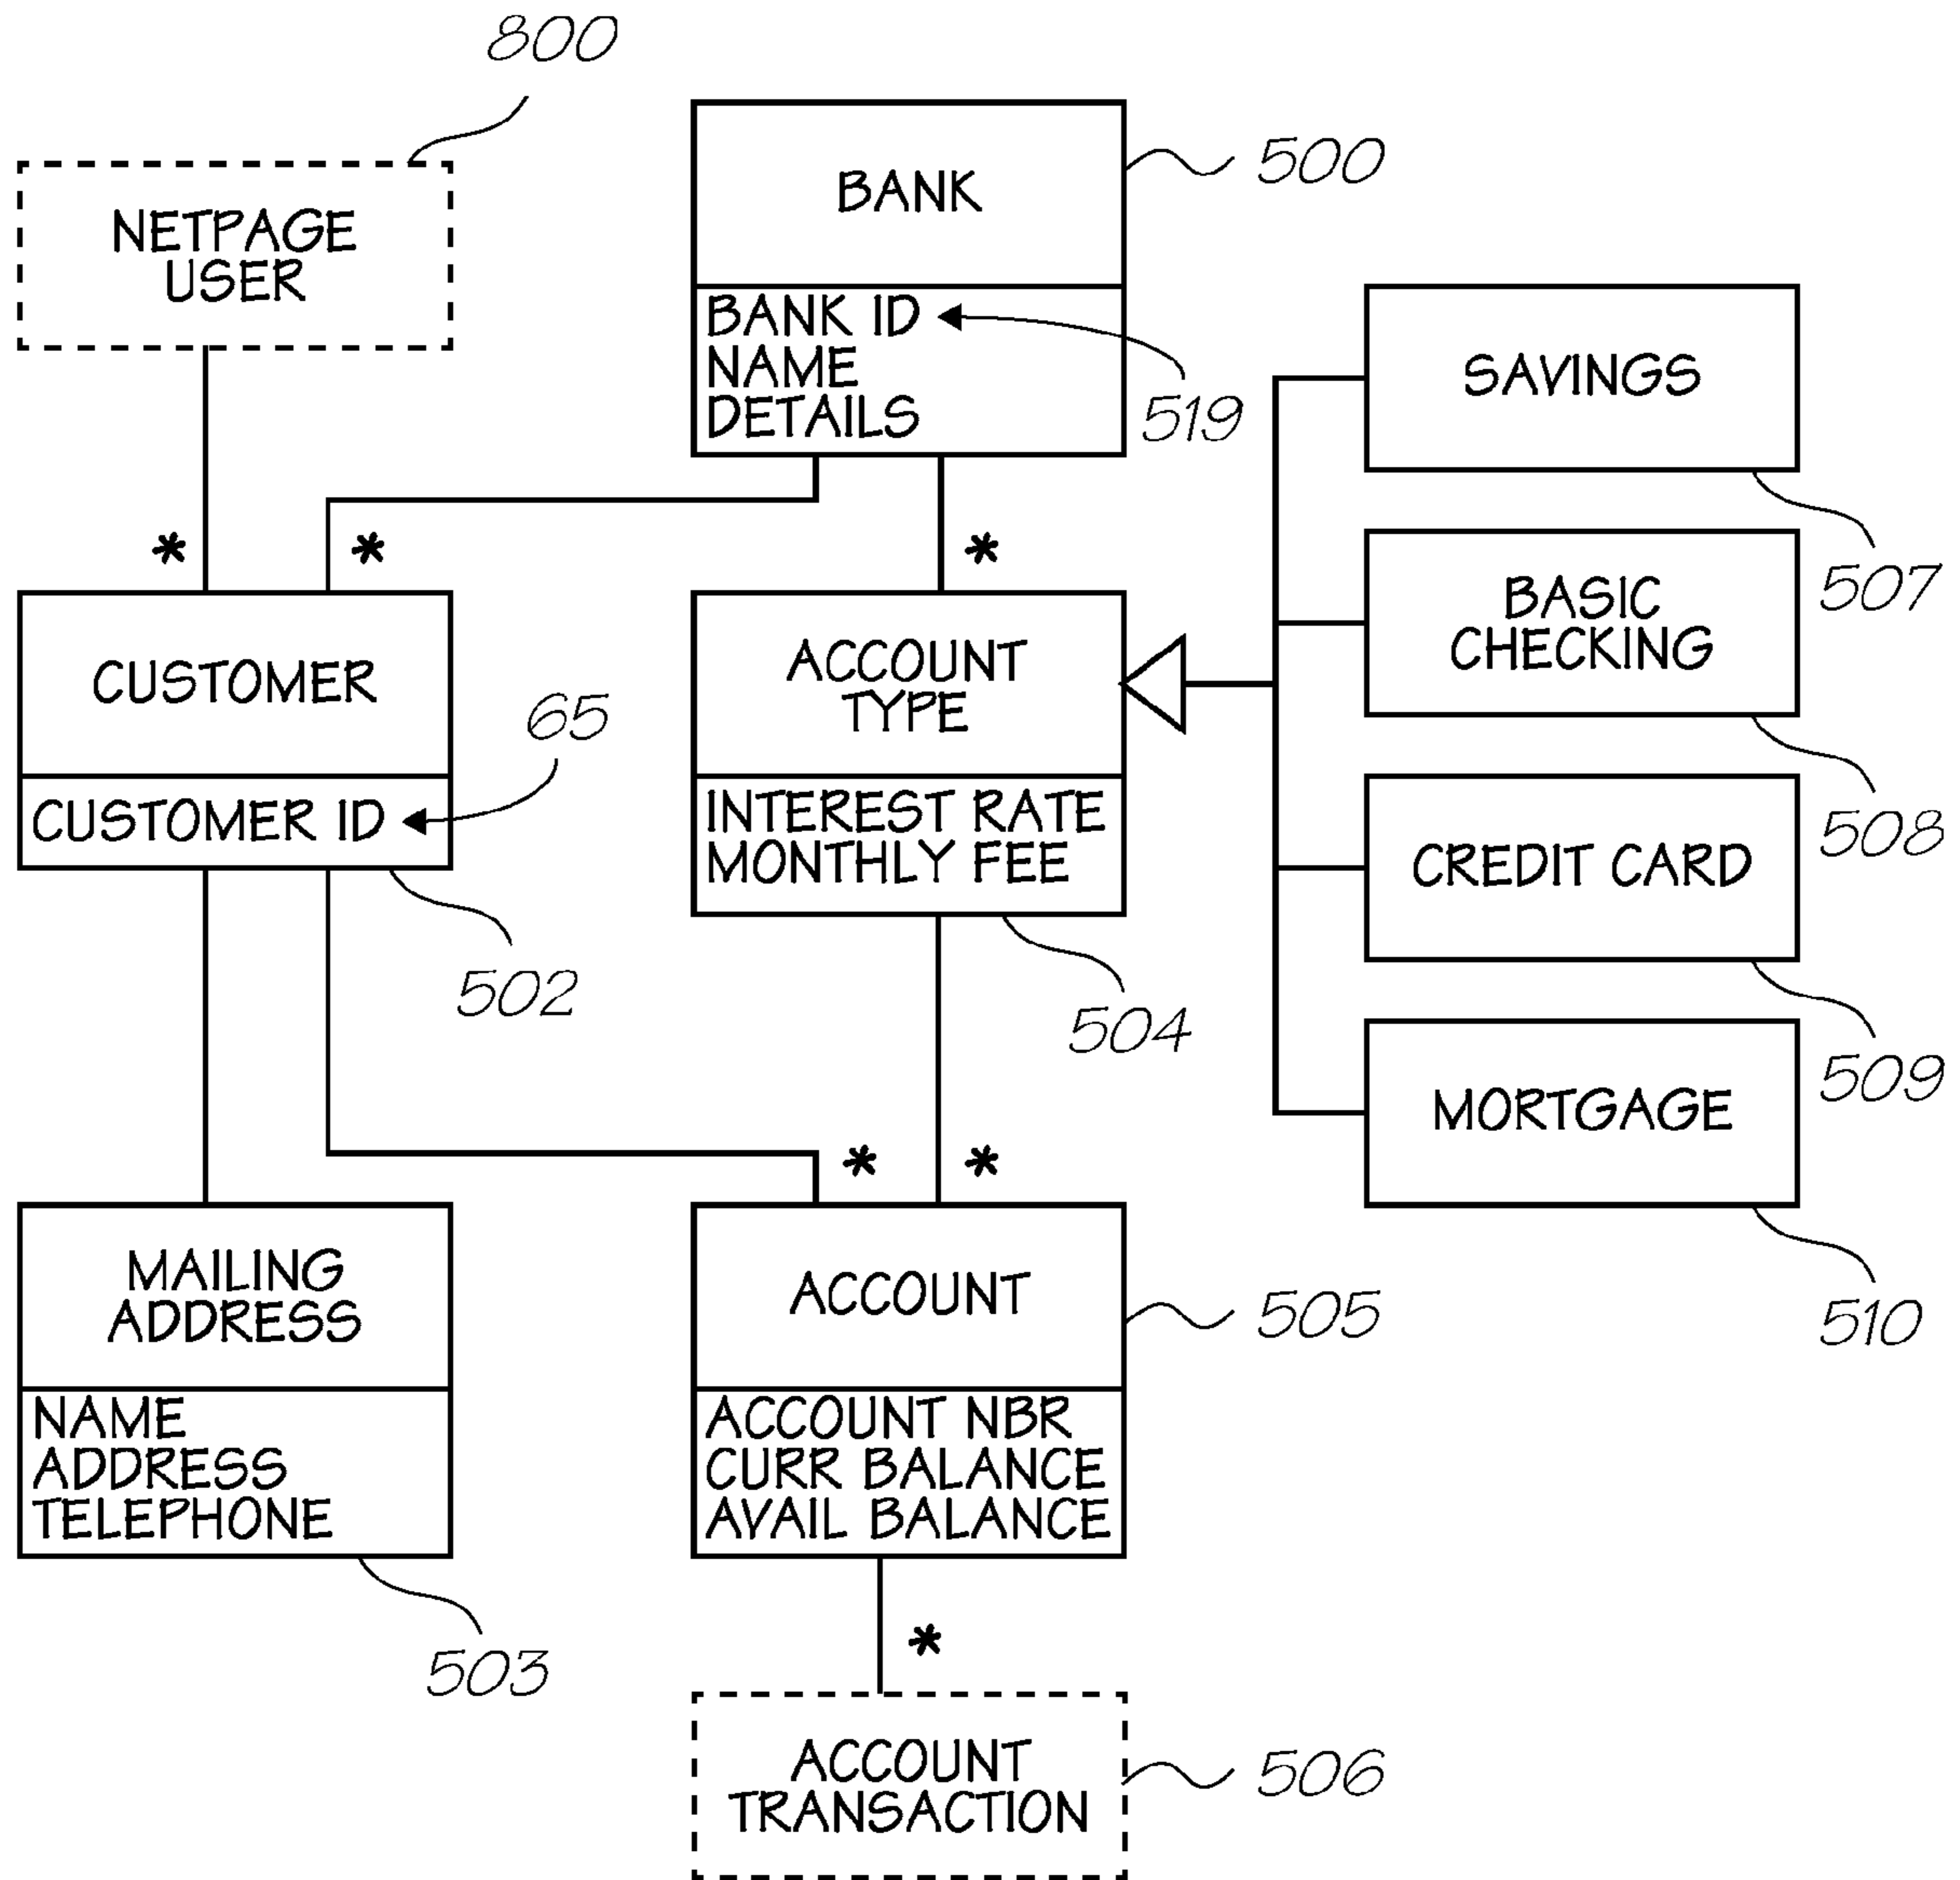 800
BANK
500
NETPAGE
USER
BANK ID
NAME
DETAILS
519
SAVINGS
507
*
*
*
BASIC
CHECKING
508
CUSTOMER
65
CUSTOMER ID
502
ACCOUNT
TYPE
INTEREST RATE
MONTHLY FEE
504
CREDIT CARD
509
MORTGAGE
510
*
*
MAILING
ADDRESS
NAME
ADDRESS
TELEPHONE
503
ACCOUNT
505
ACCOUNT NBR
CURR BALANCE
AVAIL BALANCE
*
ACCOUNT
TRANSACTION
506